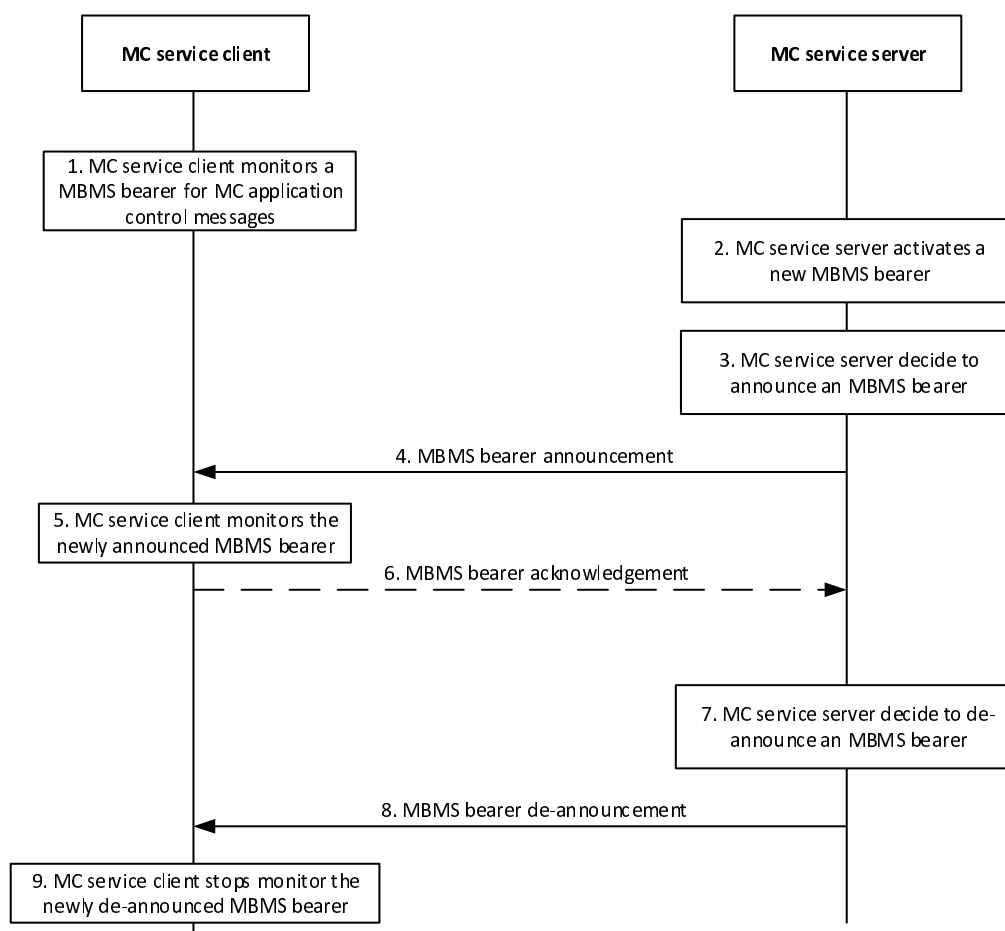 MC service client
MC service server
1. MC service client monitors a
MBMS bearer for MC application
control messages
2. MC service server activates a
new MBMS bearer
3. MC service server decide to
announce an MBMS bearer
4. MBMS bearer announcement
5. MC service client monitors the
newly announced MBMS bearer
6. MBMS bearer acknowledgement
7. MC service server decide to de-
announce an MBMS bearer
8. MBMS bearer de-announcement
9. MC service client stops monitor the
newly de-announced MBMS bearer